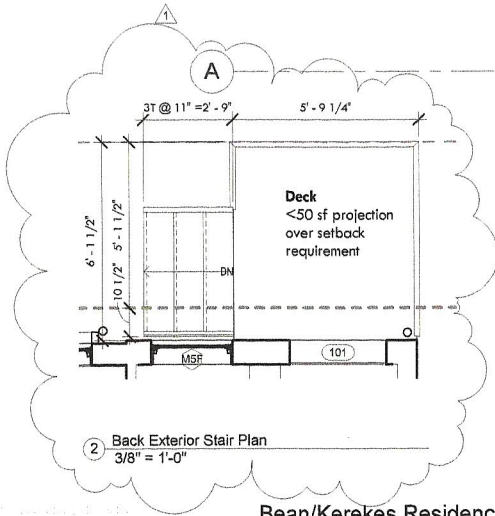 1
A
3T @ 11" =2' - 9"
5' - 9 1/4"
6' - 1 1/2"
5' - 1 1/2"
10 1/2"
Deck
<50 sf projection
over setback
requirement
DN
M5F
101
2
Back Exterior Stair Plan
3/8" = 1'-0"
Bean/Kerekes Residenc